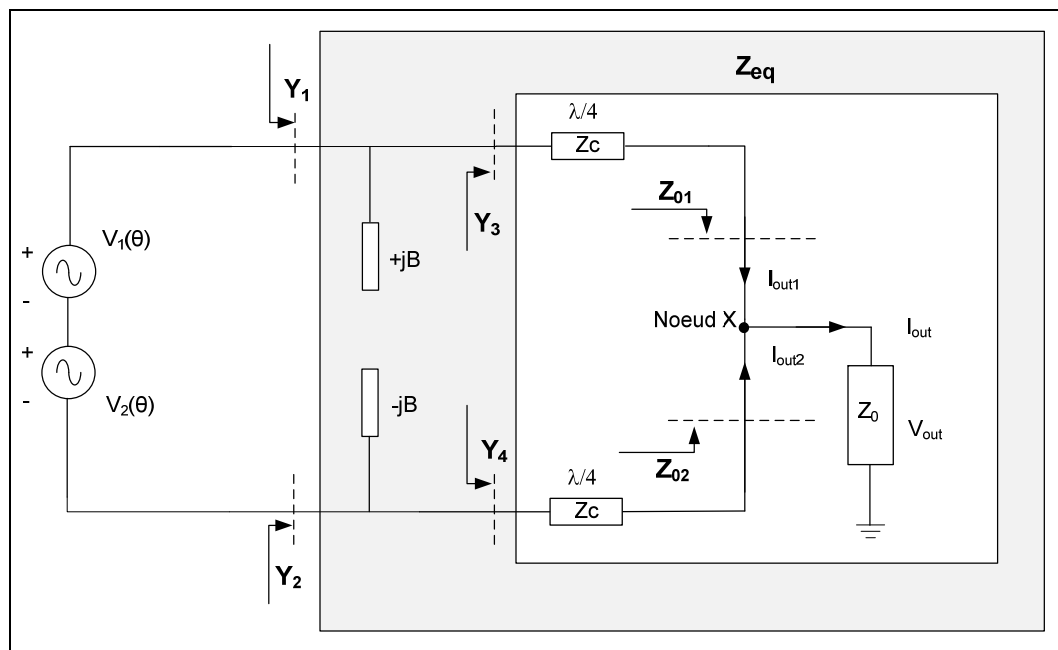 Zeq
Y1
λ/4
Zc
Z01
+
V1(θ)
-
+jB
Y3
Iout1
Noeud X
Iout
+
Iout2
-
V2(θ)
-jB
Z0
Vout
Y4
Z02
λ/4
Zc
Y2